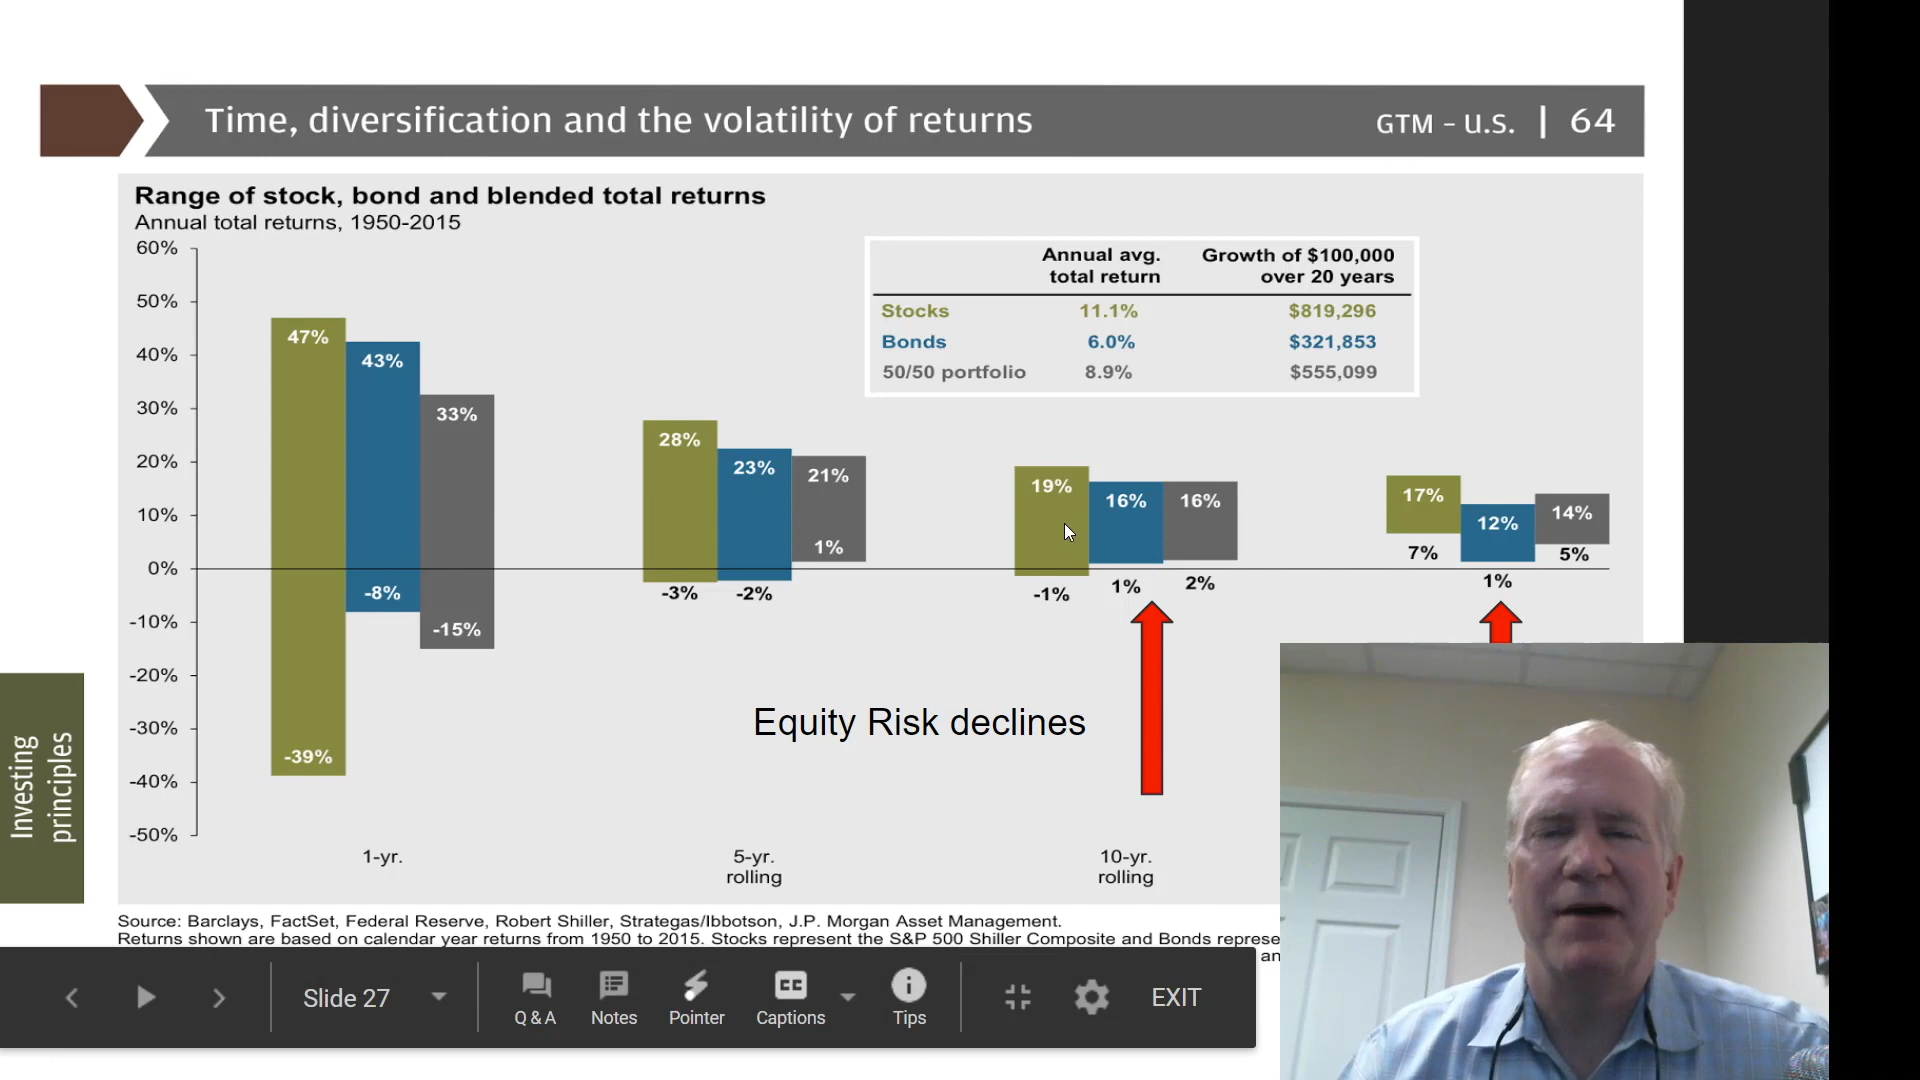 Time, diversification and the volatility of returns
GTM – U.S. | 64
Range of stock, bond and blended total returns
Annual total returns, 1950-2015
60%
50%
40%
30%
20%
10%
0%
-10%
-20%
-30%
-40%
-50%
Annual avg. Growth of $100,000
total return over 20 years
Stocks 11.1% $819,296
Bonds 6.0% $321,853
50/50 portfolio 8.9% $555,099
47%
43%
33%
-8%
-15%
-39%
28%
23%
21%
1%
-3%
-2%
19%
16%
16%
-1%
1%
2%
17%
12%
14%
7%
5%
1%
Equity Risk declines
1-yr.
5-yr.
rolling
10-yr.
rolling
Investing
principles
Source: Barclays, FactSet, Federal Reserve, Robert Shiller, Strategas/Ibbotson, J.P. Morgan Asset Management.
Returns shown are based on calendar year returns from 1950 to 2015. Stocks represent the S&P 500 Shiller Composite and Bonds represe
an
Slide 27
Q & A
Notes
Pointer
CC
Captions
Tips
EXIT